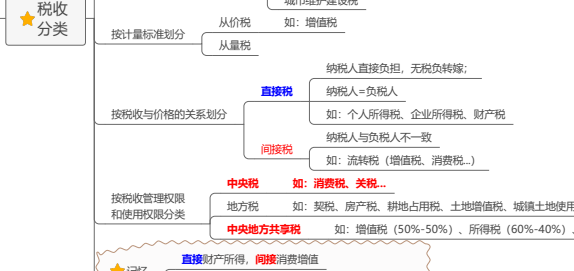 城市维护建设税
税收
分类
按计量标准划分
从价税
如：增值税
从量税
按税收与价格的关系划分
直接税
纳税人直接负担，无税负转嫁；
纳税人=负税人
如：个人所得税、企业所得税、财产税
间接税
纳税人与负税人不一致
如：流转税（增值税、消费税...）
按税收管理权限
和使用权限分类
中央税
如：消费税、关税...
地方税
如：契税、房产税、耕地占用税、土地增值税、城镇土地使用
中央地方共享税
如：增值税（50%-50%）、所得税（60%-40%）、
记忆
直接财产所得，间接消费增值